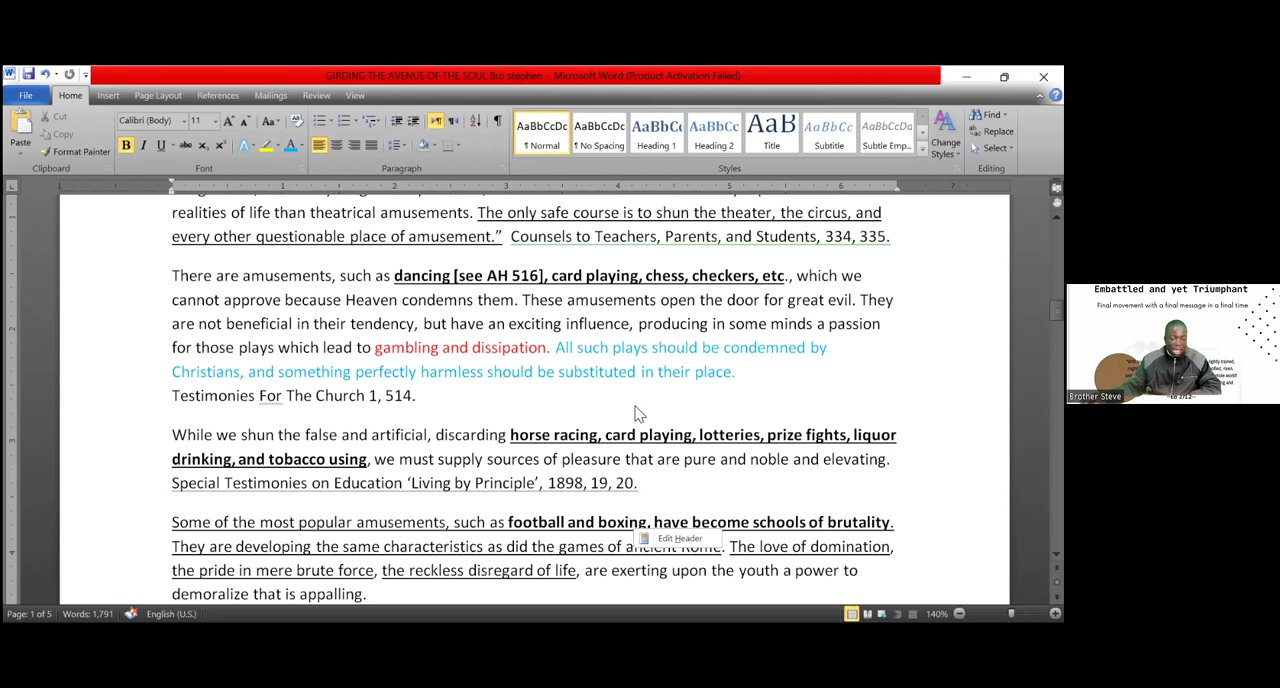 GIRDING THE AVENUE OF THE SOUL Bro stephen - Microsoft Word (Product Activation Failed)
File Home Insert Page Layout References Mailings Review View
Cut
Copy
Format Painter
Paste
Clipboard
Calibri (Body) 11
Font
Paragraph
AaBbCcDc AaBbCcDc AaBbC AaBbCc AaB AaBbCc AaBbCcDa
¶ Normal ¶ No Spacing Heading 1 Heading 2 Title Subtitle Subtle Emp...
Styles
Change Styles
Find
Replace
Select
Editing
realities of life than theatrical amusements. The only safe course is to shun the theater, the circus, and
every other questionable place of amusement.” Counsels to Teachers, Parents, and Students, 334, 335.
There are amusements, such as dancing [see AH 516], card playing, chess, checkers, etc., which we
cannot approve because Heaven condemns them. These amusements open the door for great evil. They
are not beneficial in their tendency, but have an exciting influence, producing in some minds a passion
for those plays which lead to gambling and dissipation. All such plays should be condemned by
Christians, and something perfectly harmless should be substituted in their place.
Testimonies For The Church 1, 514.
While we shun the false and artificial, discarding horse racing, card playing, lotteries, prize fights, liquor
drinking, and tobacco using, we must supply sources of pleasure that are pure and noble and elevating.
Special Testimonies on Education ‘Living by Principle’, 1898, 19, 20.
Some of the most popular amusements, such as football and boxing, have become schools of brutality.
Edit Header
They are developing the same characteristics as did the games of ancient Rome. The love of domination,
the pride in mere brute force, the reckless disregard of life, are exerting upon the youth a power to
demoralize that is appalling.
Page: 1 of 5 Words: 1,791 English (U.S.) 140%
Embattled and yet Triumphant
Final movement with a final message in a final time
Brother Steve